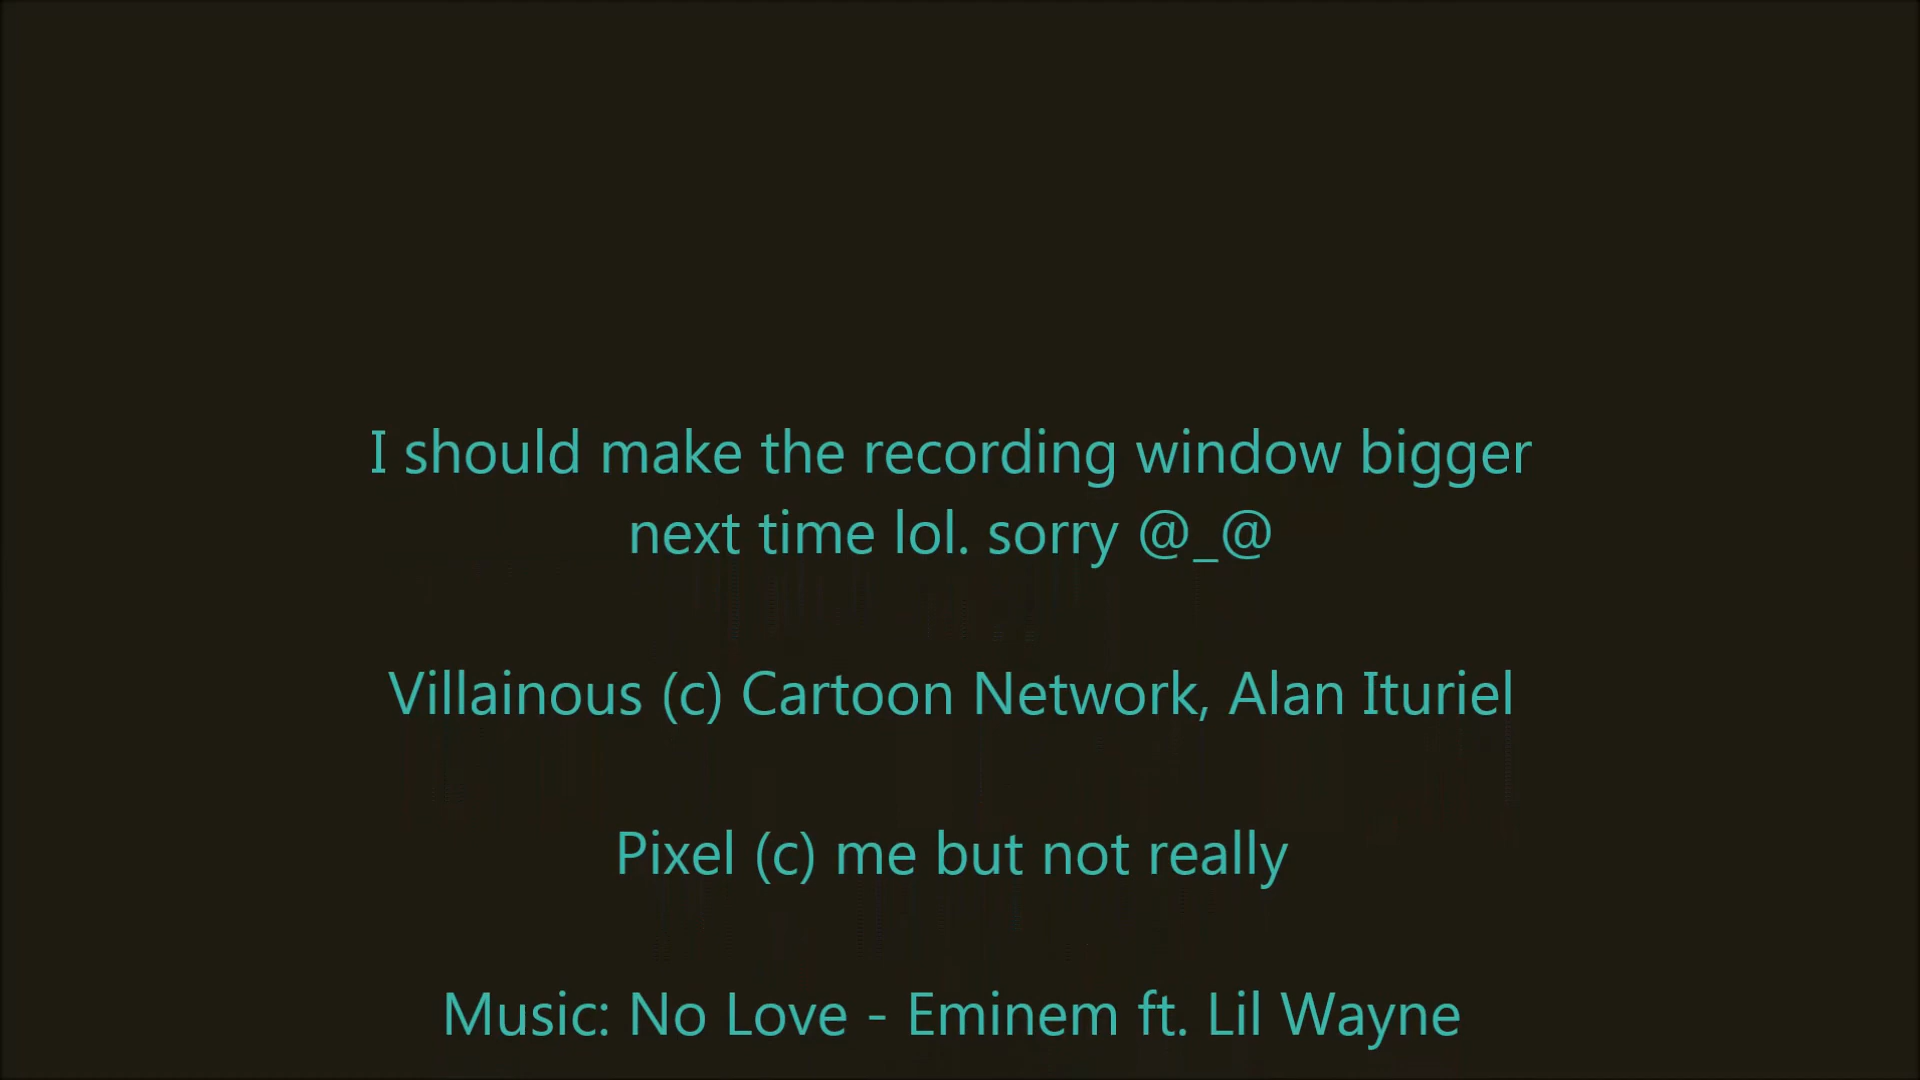 I should make the recording window bigger
next time lol. sorry @_@
Villainous (c) Cartoon Network, Alan Ituriel
Pixel (c) me but not really
Music: No Love - Eminem ft. Lil Wayne